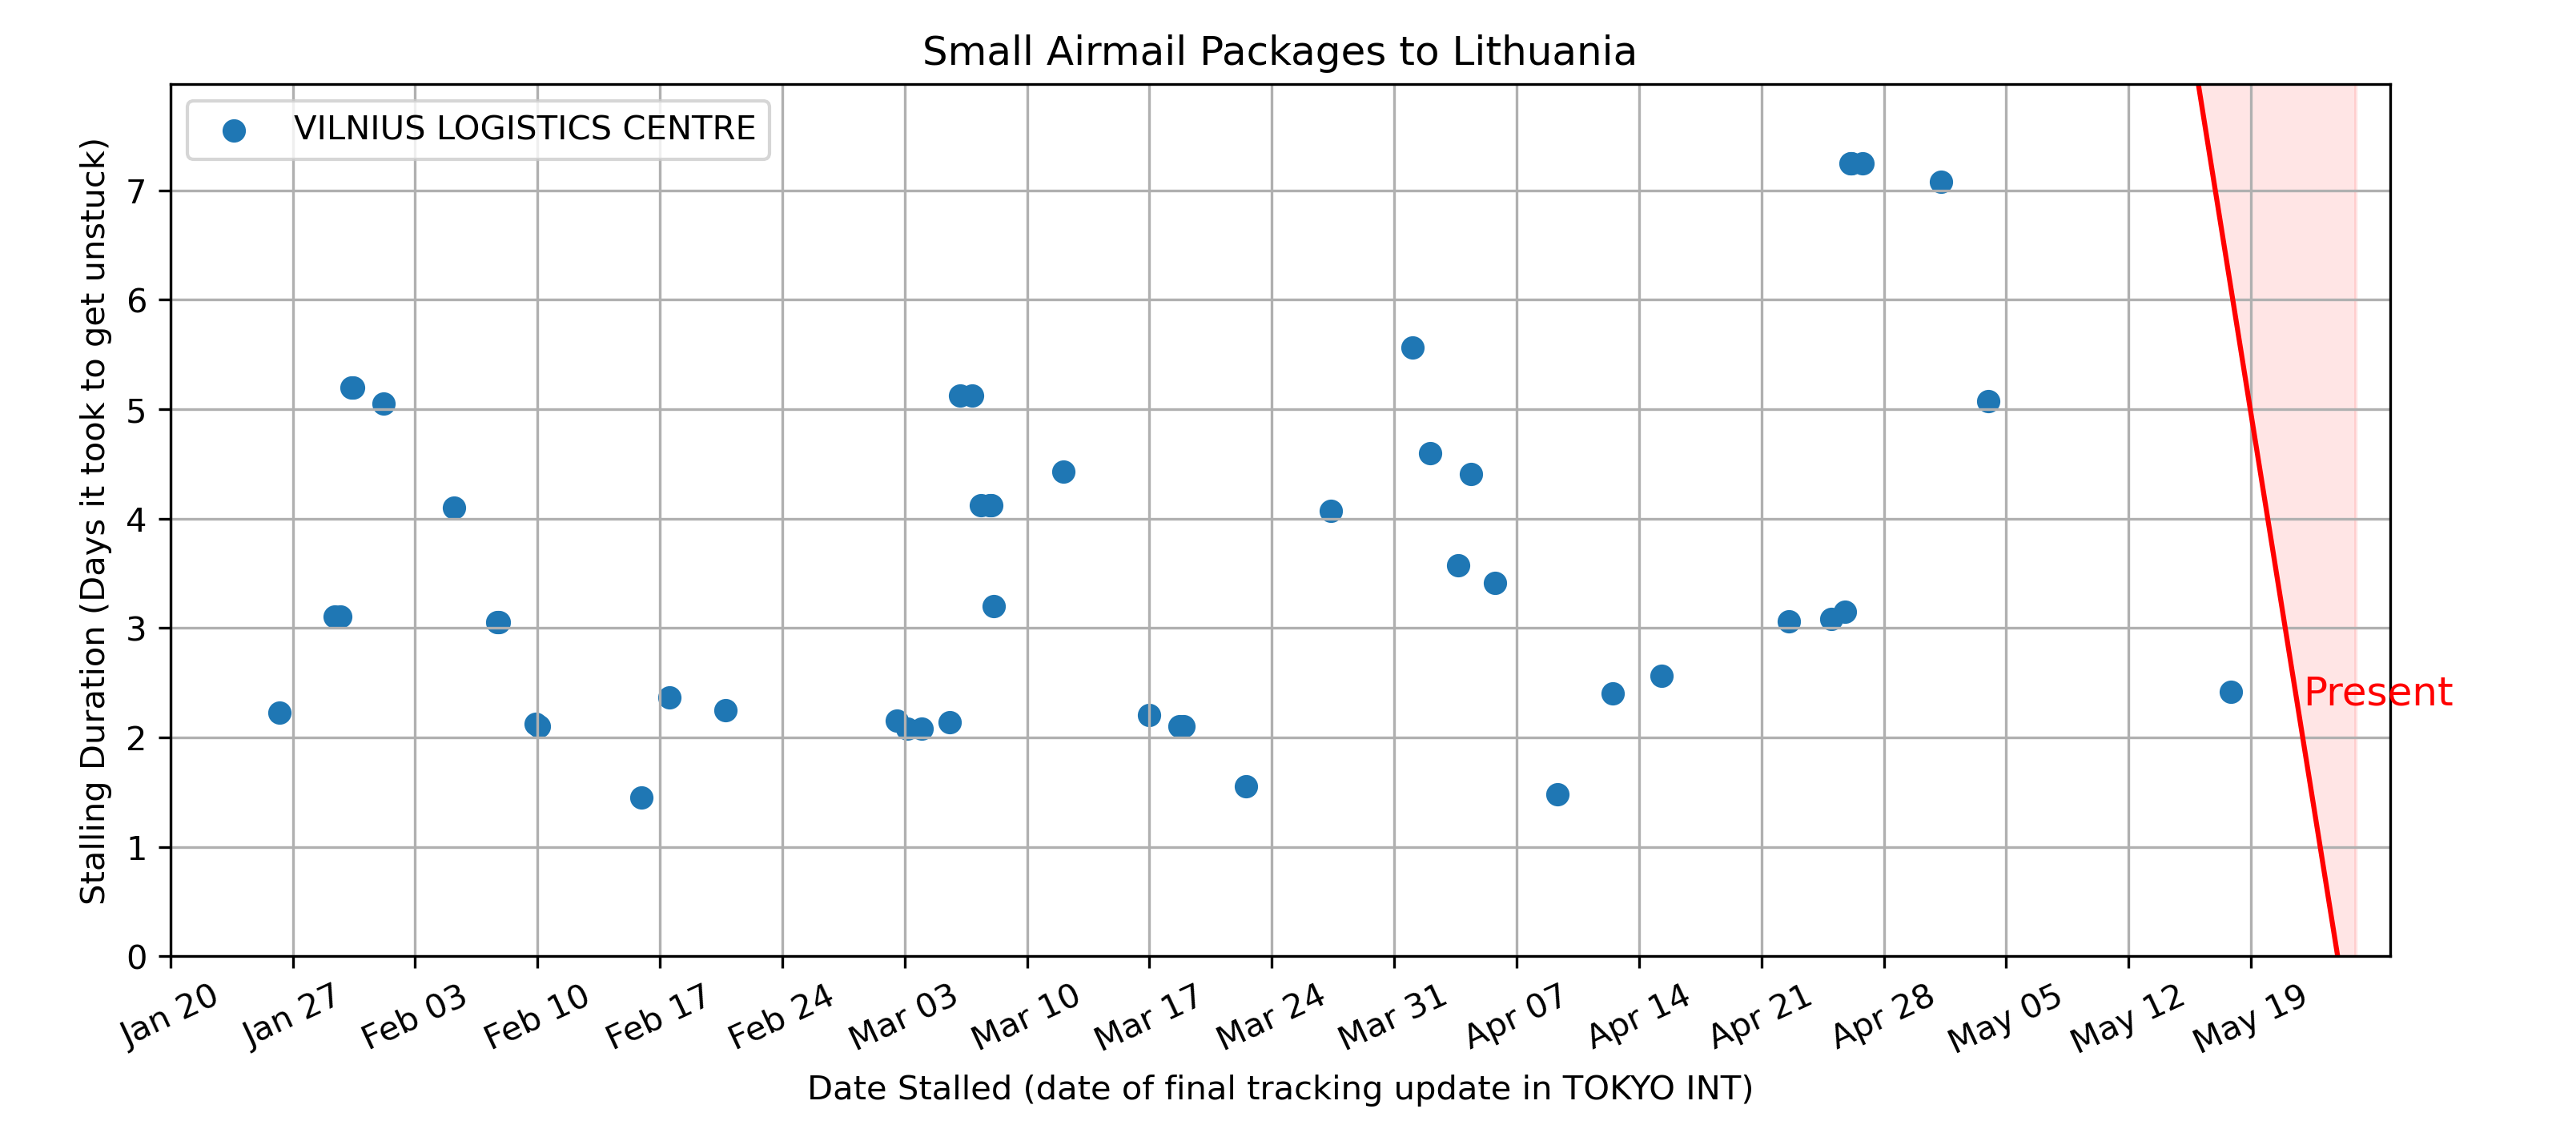 Small Airmail Packages to Lithuania
VILNIUS LOGISTICS CENTRE
Stalling Duration (Days it took to get unstuck)
7
6
5
4
3
2
1
0
Present
Jan 20
Jan 27
Feb 03
Feb 10
Feb 17
Feb 24
Mar 03
Mar 10
Mar 17
Mar 24
Mar 31
Apr 07
Apr 14
Apr 21
Apr 28
May 05
May 12
May 19
Date Stalled (date of final tracking update in TOKYO INT)